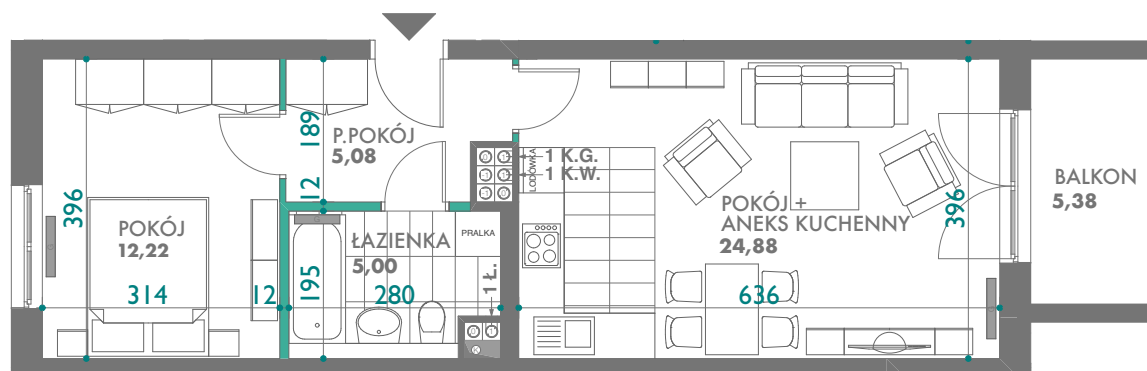 P.POKÓJ
5,08
189
12
396
POKÓJ
12,22
314
12
ŁAZIENKA
5,00
195
280
PRALKA
1 Ł.
LODÓWKA
1 K.G.
1 K.W.
POKÓJ +
ANEKS KUCHENNY
24,88
396
636
BALKON
5,38